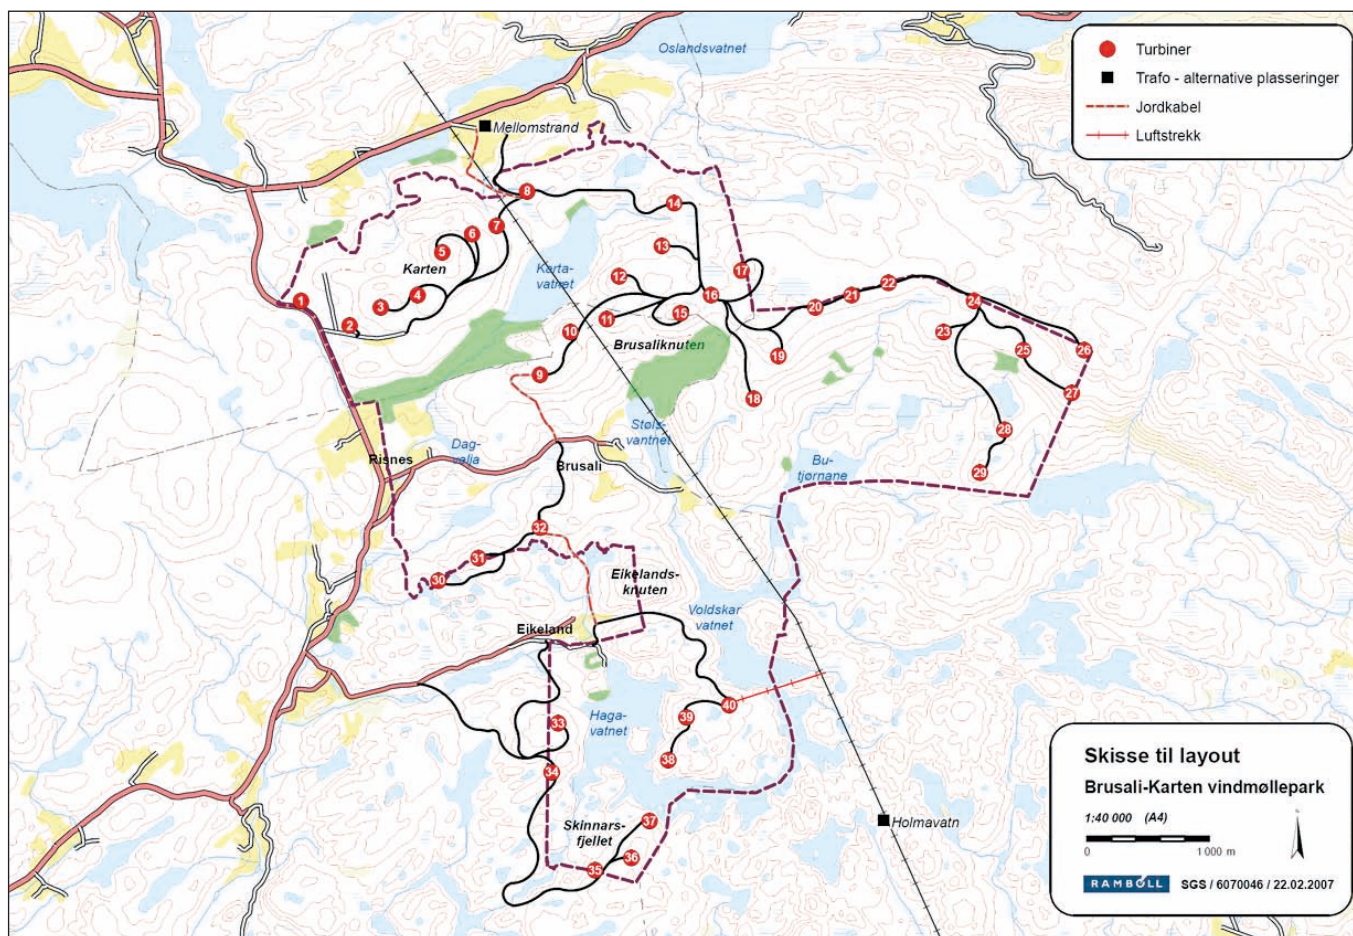 Oslandsvatnet
Turbiner
Trafo - alternative plasseringer
Jordkabel
Luftstrekk
Mellomstrand
8
14
7
6
5
13
Karten
Karta-
vatnet
17
12
4
16
22
21
24
1
3
20
15
11
2
10
23
Brusaliknuten
25
26
19
9
27
18
Støls-
vantnet
28
Dag-
valja
Risnes
Brusali
Bu-
tjørnane
29
32
31
30
Eikelands-
knuten
Voldskar
vatnet
Eikeland
40
39
33
Haga-
vatnet
38
34
37
Skinnars-
fjellet
36
35
Holmavatn
Skisse til layout
Brusali-Karten vindmøllepark
1:40 000 (A4)
0 1 000 m
RAMBOLL SGS / 6070046 / 22.02.2007